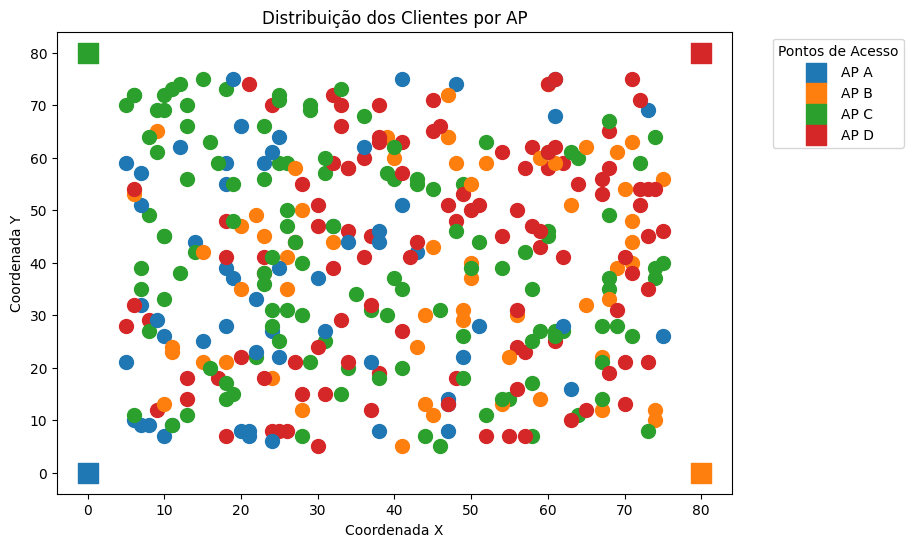 Distribuição dos Clientes por AP
Pontos de Acesso
AP A
AP B
AP C
AP D
80
70
60
50
40
30
20
10
0
Coordenada Y
0 10 20 30 40 50 60 70 80
Coordenada X